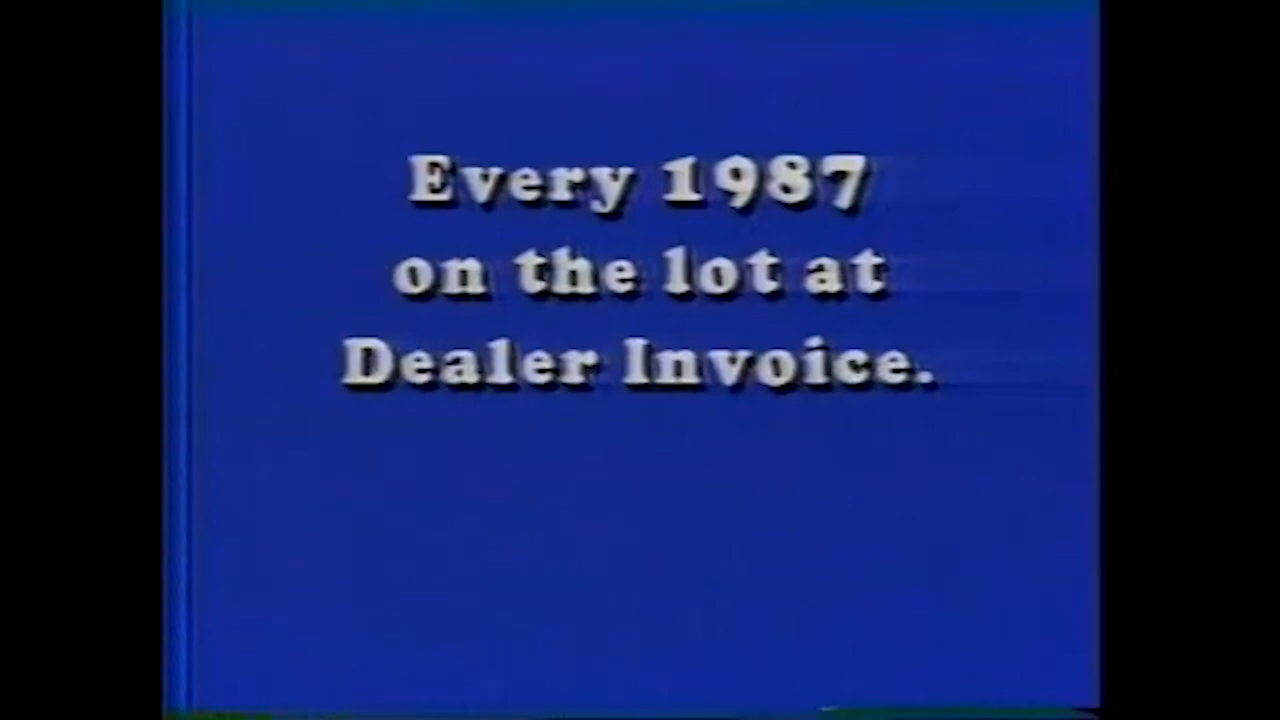 Every 1987
on the lot at
Dealer Invoice.